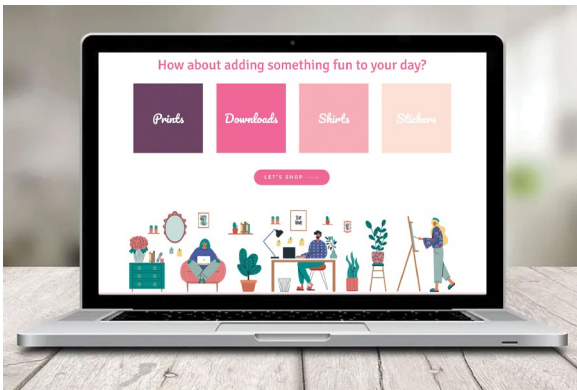 How about adding something fun to your day?
Prints
Downloads
Shirts
Stickers
LET'S SHOP